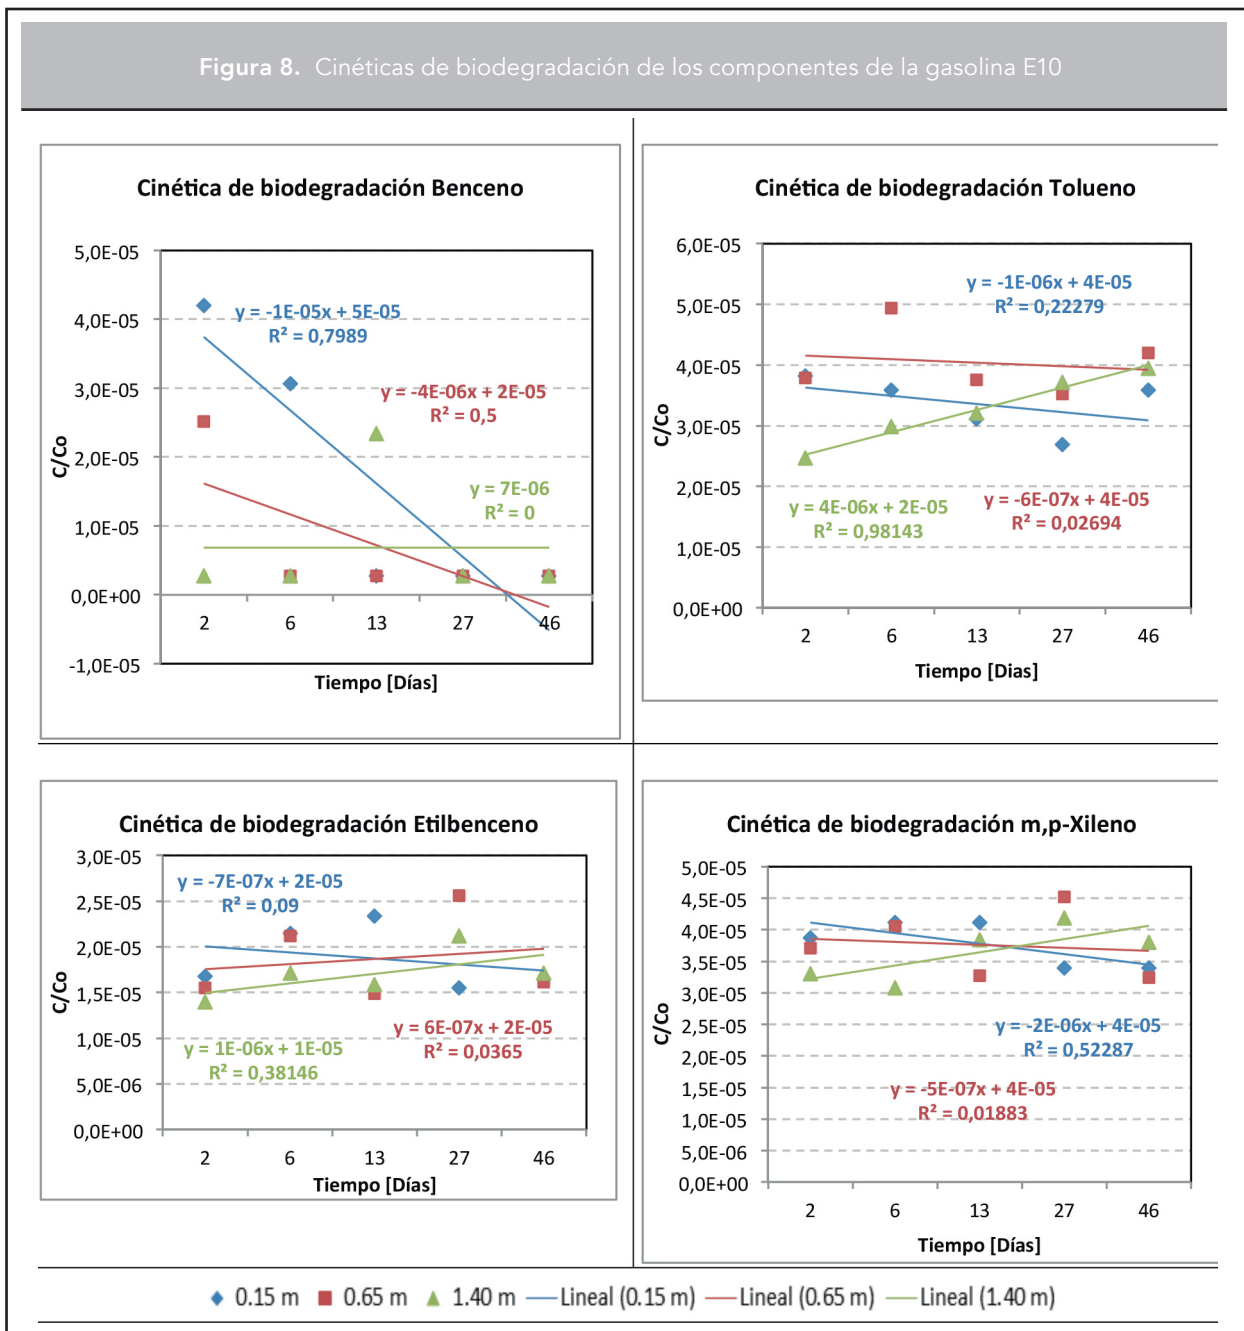 Figura 8. Cinéticas de biodegradación de los componentes de la gasolina E10
Cinética de biodegradación Benceno
5,0E-05
4,0E-05
3,0E-05
2,0E-05
1,0E-05
0,0E+00
-1,0E-05
C/Co
y = -1E-05x + 5E-05
R² = 0,7989
y = -4E-06x + 2E-05
R² = 0,5
y = 7E-06
R² = 0
2 6 13 27 46
Tiempo [Días]
Cinética de biodegradación Tolueno
6,0E-05
5,0E-05
4,0E-05
3,0E-05
2,0E-05
1,0E-05
0,0E+00
C/Co
y = -1E-06x + 4E-05
R² = 0,22279
y = 4E-06x + 2E-05
R² = 0,98143
y = -6E-07x + 4E-05
R² = 0,02694
2 6 13 27 46
Tiempo [Dias]
Cinética de biodegradación Etilbenceno
3,0E-05
2,5E-05
2,0E-05
1,5E-05
1,0E-05
5,0E-06
0,0E+00
C/Co
y = -7E-07x + 2E-05
R² = 0,09
y = 6E-07x + 2E-05
R² = 0,0365
y = 1E-06x + 1E-05
R² = 0,38146
2 6 13 27 46
Tiempo [Días]
Cinética de biodegradación m,p-Xileno
5,0E-05
4,5E-05
4,0E-05
3,5E-05
3,0E-05
2,5E-05
2,0E-05
1,5E-05
1,0E-05
5,0E-06
0,0E+00
C/Co
y = -2E-06x + 4E-05
R² = 0,52287
y = -5E-07x + 4E-05
R² = 0,01883
2 6 13 27 46
Tiempo [Días]
0.15 m 0.65 m 1.40 m Lineal (0.15 m) Lineal (0.65 m) Lineal (1.40 m)